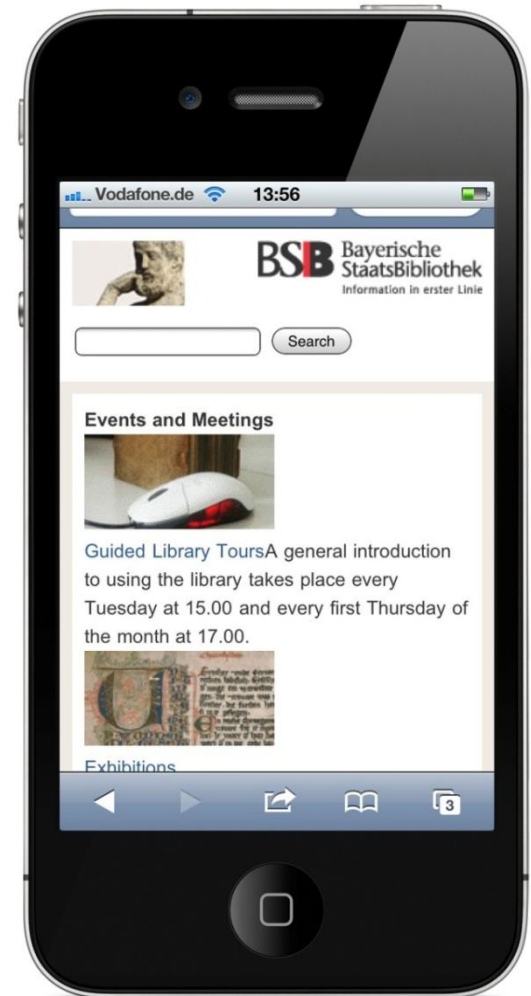 Vodafone.de 13:56
BSB Bayerische
StaatsBibliothek
Information in erster Linie
Search
Events and Meetings
Guided Library ToursA general introduction
to using the library takes place every
Tuesday at 15.00 and every first Thursday of
the month at 17.00.
Exhibitions
3